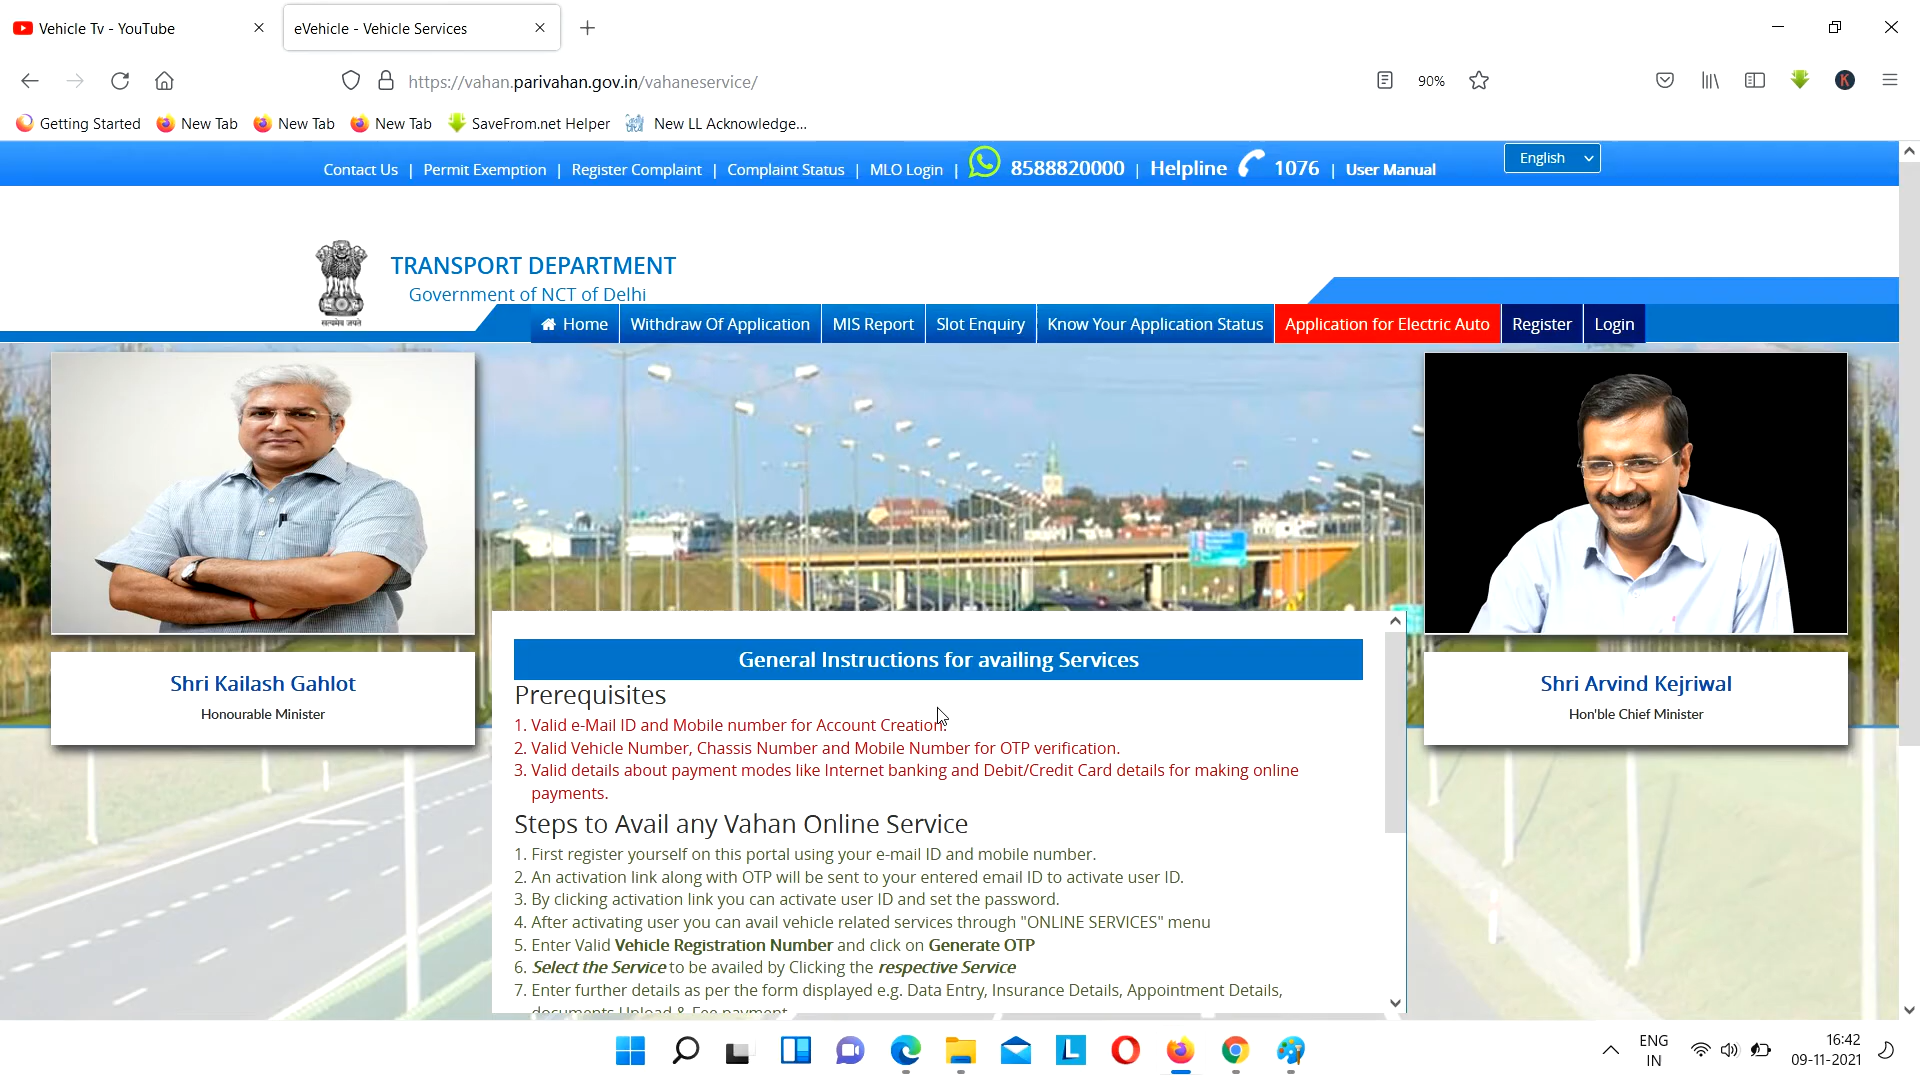 Vehicle Tv - YouTube
eVehicle - Vehicle Services
https://vahan.parivahan.gov.in/vahaneservice/
90%
K
Getting Started
New Tab
New Tab
New Tab
SaveFrom.net Helper
New LL Acknowledge...
Contact Us | Permit Exemption | Register Complaint | Complaint Status | MLO Login | 8588820000 | Helpline 1076 | User Manual
English
TRANSPORT DEPARTMENT
Government of NCT of Delhi
सत्यमेव जयते
Home
Withdraw Of Application
MIS Report
Slot Enquiry
Know Your Application Status
Application for Electric Auto
Register
Login
Shri Kailash Gahlot
Honourable Minister
General Instructions for availing Services
Prerequisites
1. Valid e-Mail ID and Mobile number for Account Creation.
2. Valid Vehicle Number, Chassis Number and Mobile Number for OTP verification.
3. Valid details about payment modes like Internet banking and Debit/Credit Card details for making online
payments.
Steps to Avail any Vahan Online Service
1. First register yourself on this portal using your e-mail ID and mobile number.
2. An activation link along with OTP will be sent to your entered email ID to activate user ID.
3. By clicking activation link you can activate user ID and set the password.
4. After activating user you can avail vehicle related services through "ONLINE SERVICES" menu
5. Enter Valid Vehicle Registration Number and click on Generate OTP
6. Select the Service to be availed by Clicking the respective Service
7. Enter further details as per the form displayed e.g. Data Entry, Insurance Details, Appointment Details,
documents Upload & Fee payment
Shri Arvind Kejriwal
Hon'ble Chief Minister
L
ENG
IN
16:42
09-11-2021